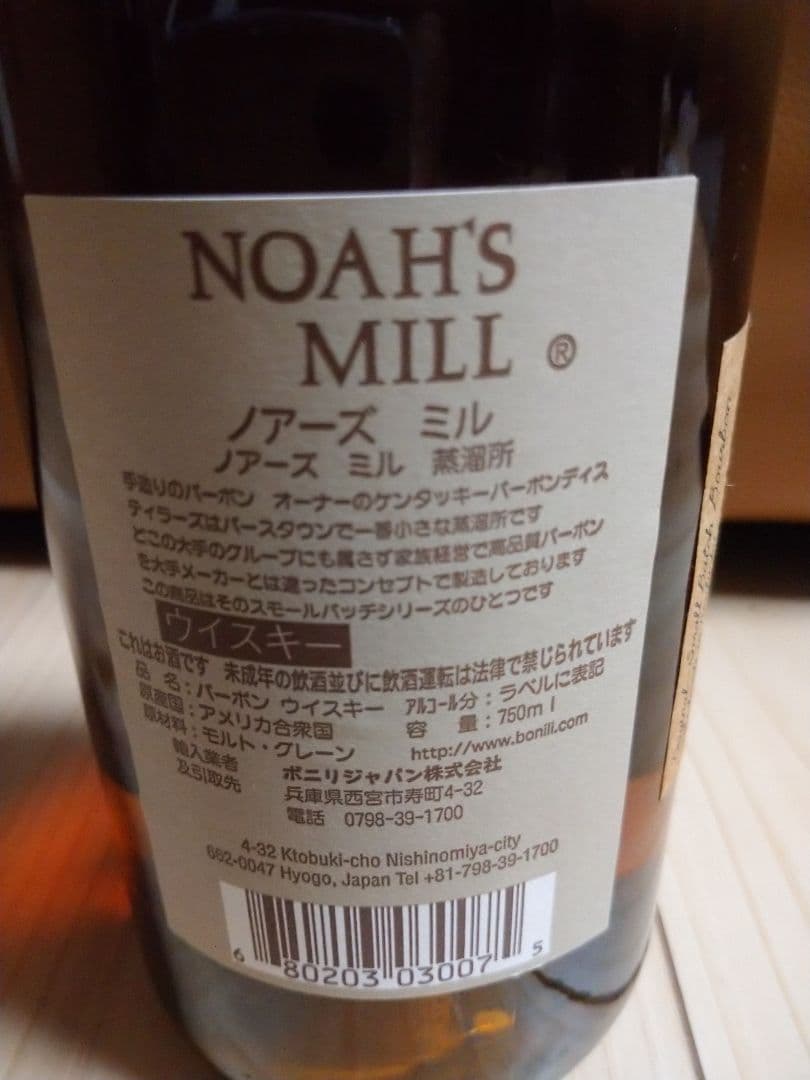 NOAH'S
MILL ®
ノアーズ ミル
ノアーズ ミル 蒸溜所
手造りのバーボン オーナーのケンタッキーバーボンディス
ティラーズはバースタウンで一番小さな蒸溜所です
どこの大手のグループにも属さず家族経営で高品質バーボン
を大手メーカーとは違ったコンセプトで製造しております
この商品はそのスモールバッチシリーズのひとつです
ウイスキー
これはお酒です 未成年の飲酒並びに飲酒運転は法律で禁じられています
品 名：バーボン ウイスキー アルコール分：ラベルに表記
原産国：アメリカ合衆国 容 量：750ml
原材料：モルト・グレーン http://www.bonili.com
輸入業者
及引取先
ボニリジャパン株式会社
兵庫県西宮市寿町4-32
電話 0798-39-1700
4-32 Ktobuki-cho Nishinomiya-city
662-0047 Hyogo, Japan Tel +81-798-39-1700
6 80203 03007 5
Small Batch Bourbon